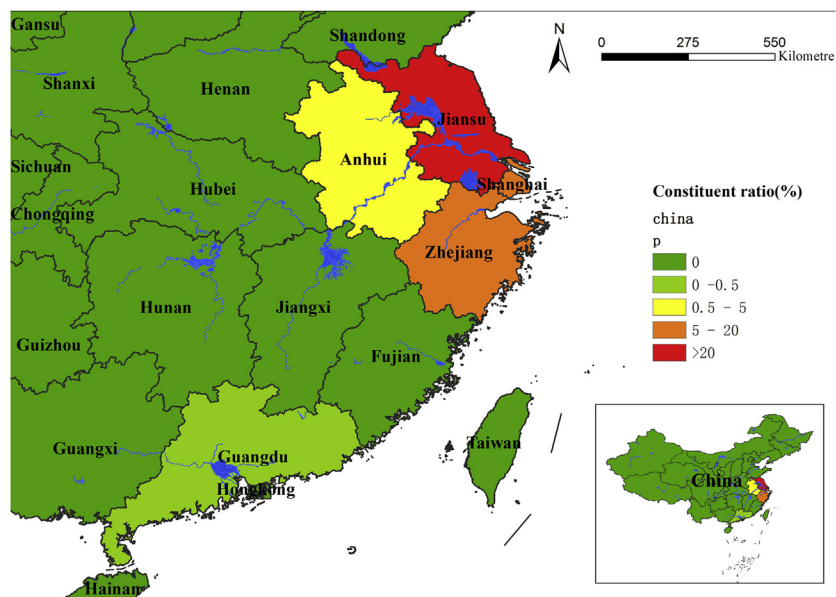 Gansu
Shandong
N
0 275 550
Kilometre
Shanxi
Henan
Jiansu
Anhui
Sichuan
Hubei
Shanghai
Chongqing
Zhejiang
Hunan
Jiangxi
Guizhou
Fujian
Guangxi
Guangdu
Taiwan
Hongkong
Hainan
Constituent ratio(%)
china
p
0
0 -0.5
0.5 - 5
5 - 20
>20
China